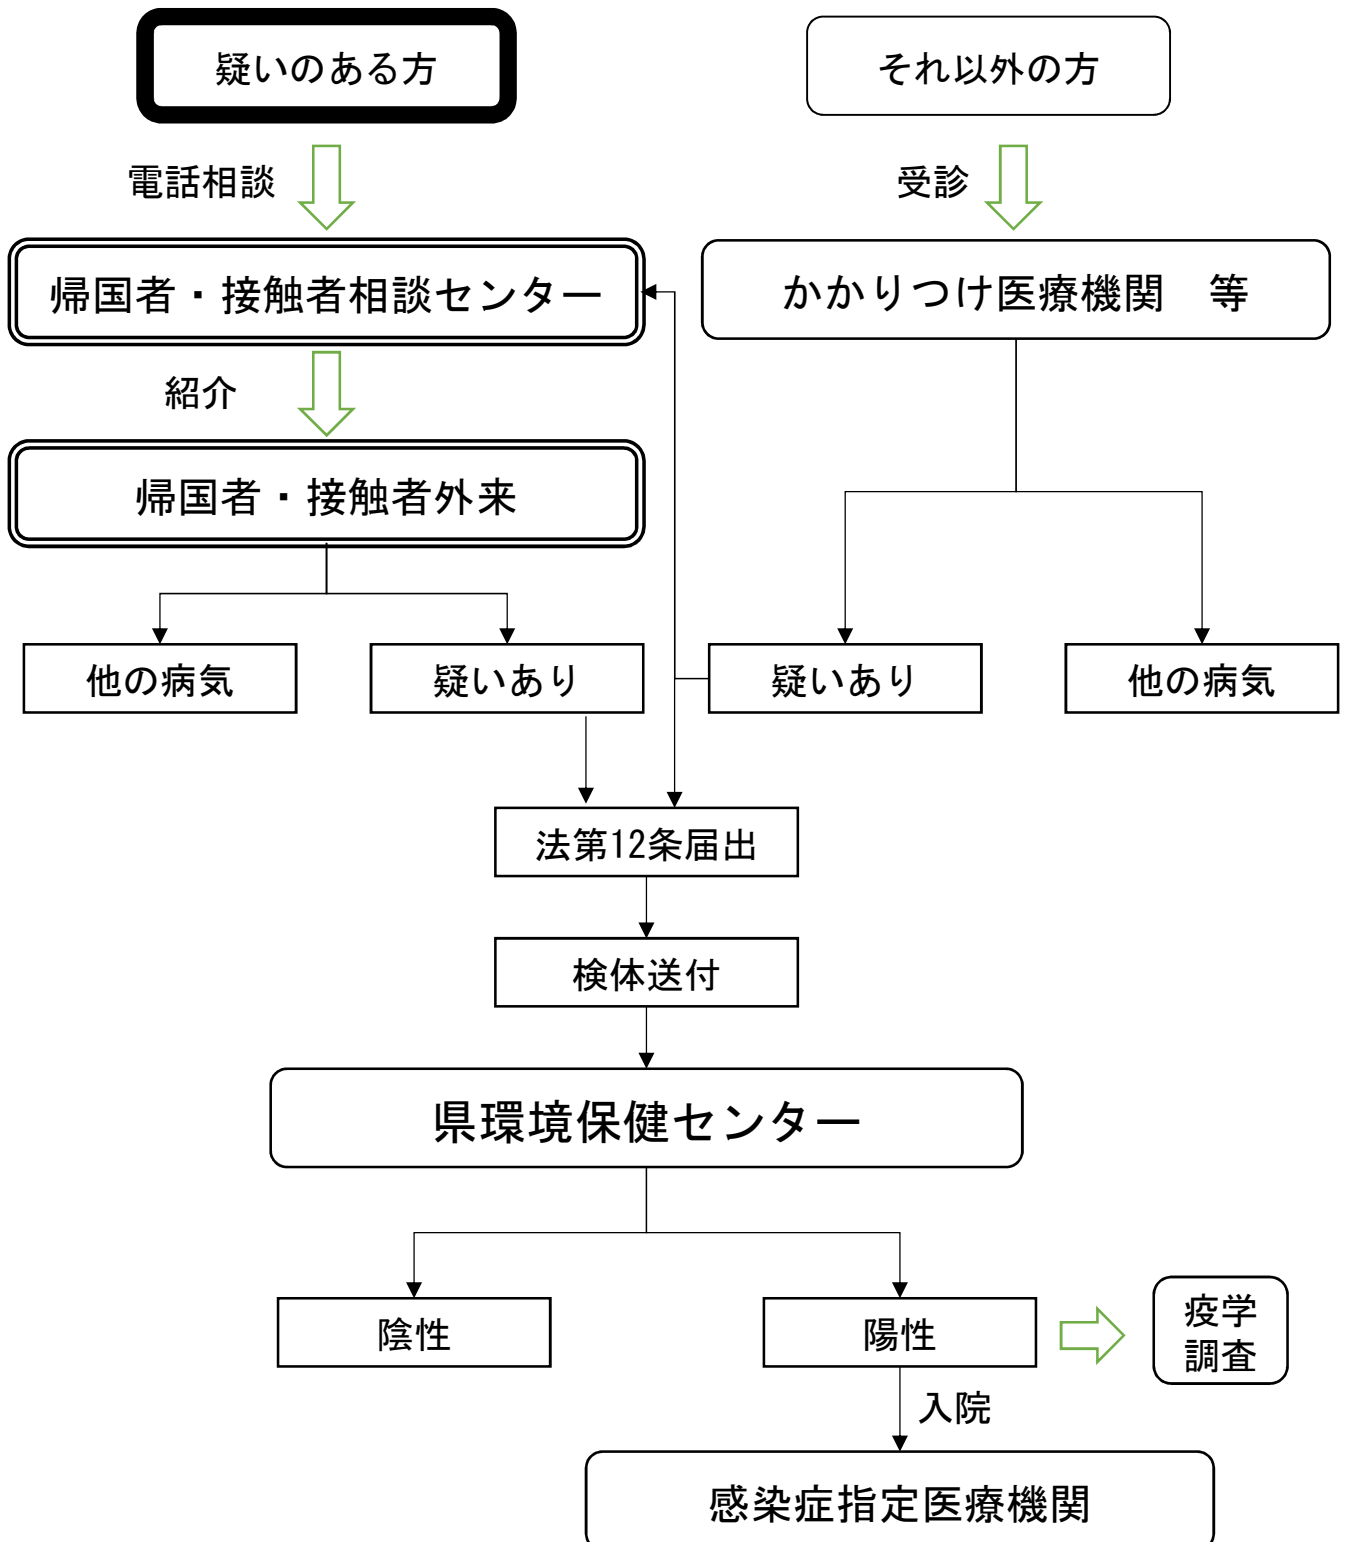 疑いのある方
それ以外の方
電話相談
受診
帰国者・接触者相談センター
かかりつけ医療機関　等
紹介
帰国者・接触者外来
他の病気
疑いあり
疑いあり
他の病気
法第12条届出
検体送付
県環境保健センター
陰性
陽性
疫学
調査
入院
感染症指定医療機関